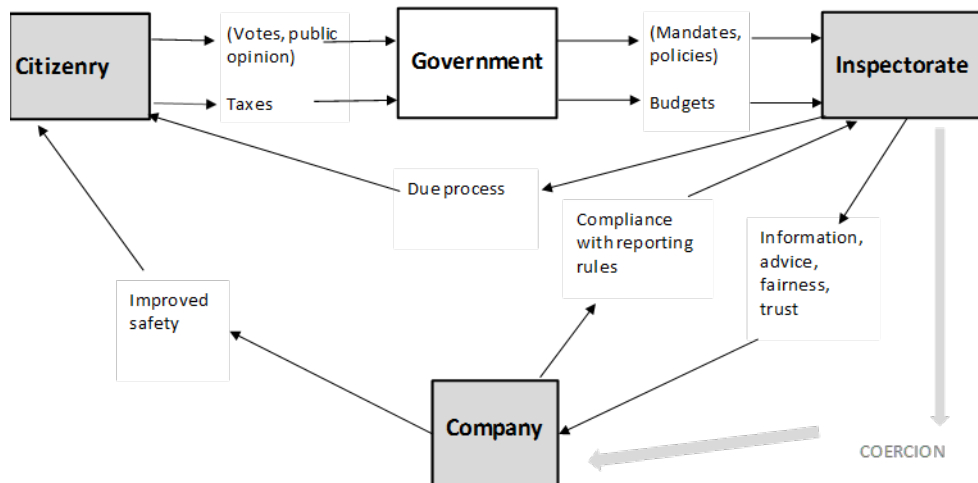 Citizenry
(Votes, public
opinion)
Taxes
Government
(Mandates,
policies)
Budgets
Inspectorate
Due process
Compliance
with reporting
rules
Information,
advice,
fairness,
trust
Improved
safety
Company
COERCION